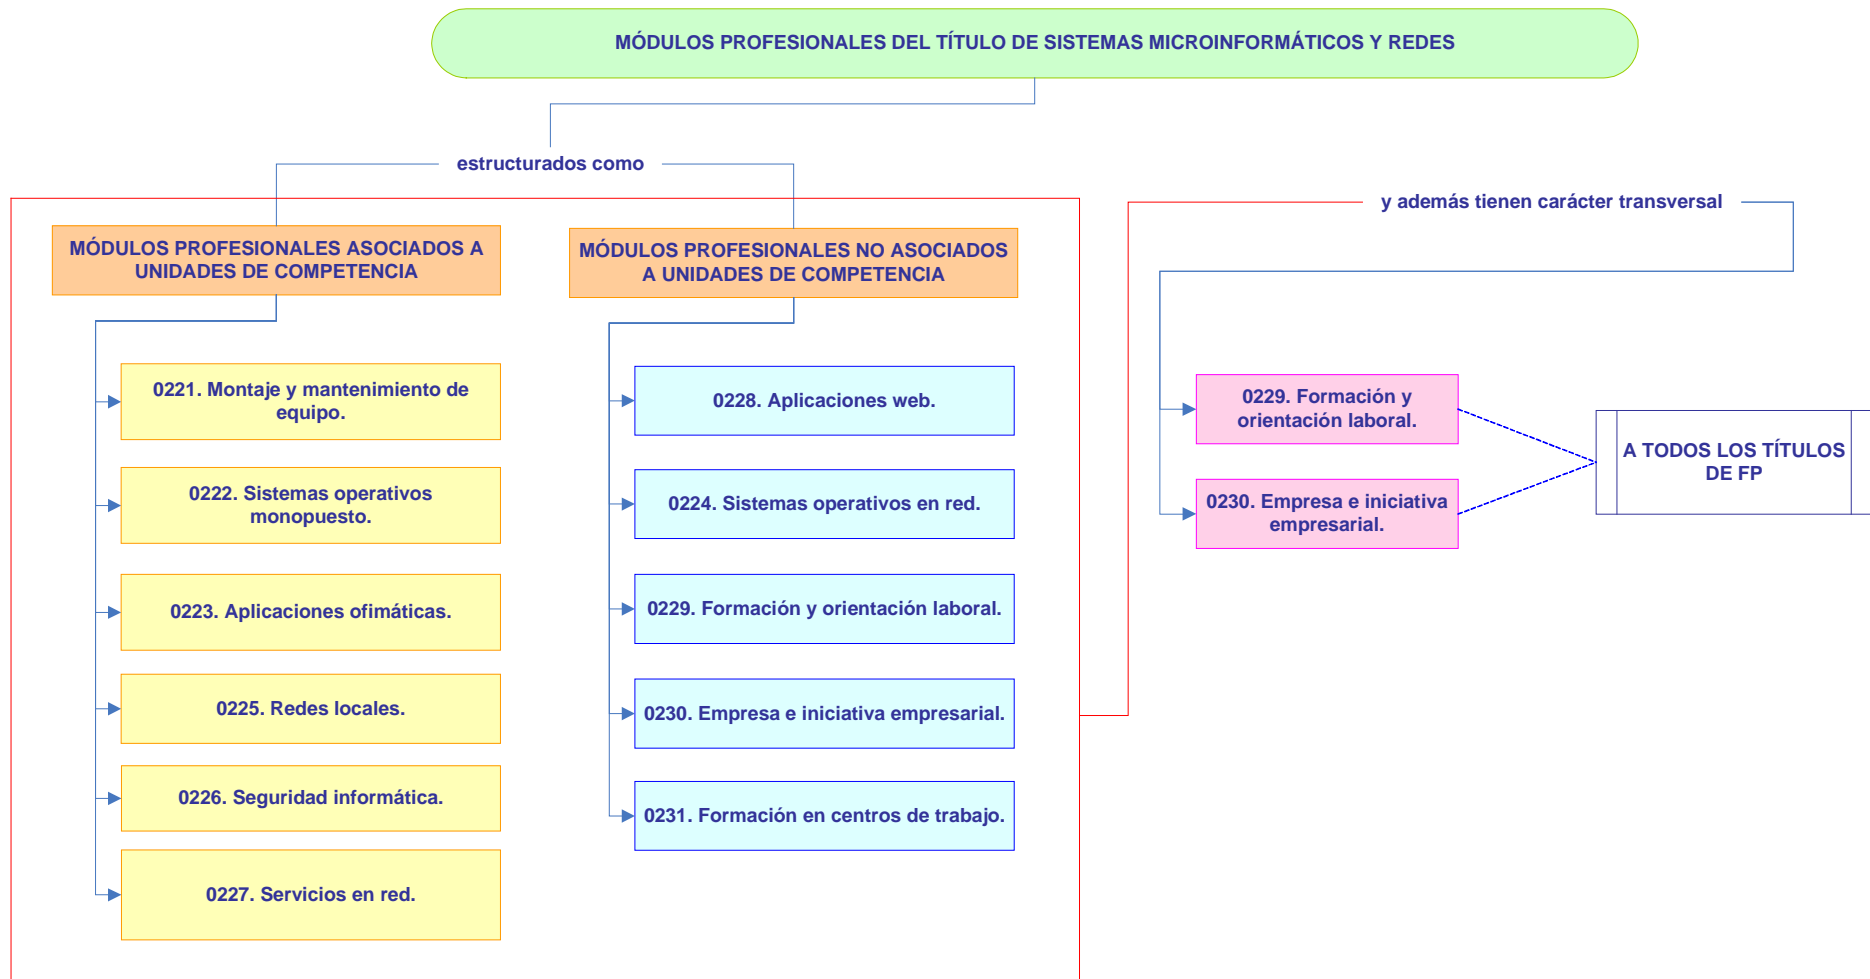 MÓDULOS PROFESIONALES DEL TÍTULO DE SISTEMAS MICROINFORMÁTICOS Y REDES
estructurados como
MÓDULOS PROFESIONALES ASOCIADOS A
UNIDADES DE COMPETENCIA
0221. Montaje y mantenimiento de
equipo.
0222. Sistemas operativos
monopuesto.
0223. Aplicaciones ofimáticas.
0225. Redes locales.
0226. Seguridad informática.
0227. Servicios en red.
MÓDULOS PROFESIONALES NO ASOCIADOS
A UNIDADES DE COMPETENCIA
0228. Aplicaciones web.
0224. Sistemas operativos en red.
0229. Formación y orientación laboral.
0230. Empresa e iniciativa empresarial.
0231. Formación en centros de trabajo.
y además tienen carácter transversal
0229. Formación y
orientación laboral.
0230. Empresa e iniciativa
empresarial.
A TODOS LOS TÍTULOS
DE FP